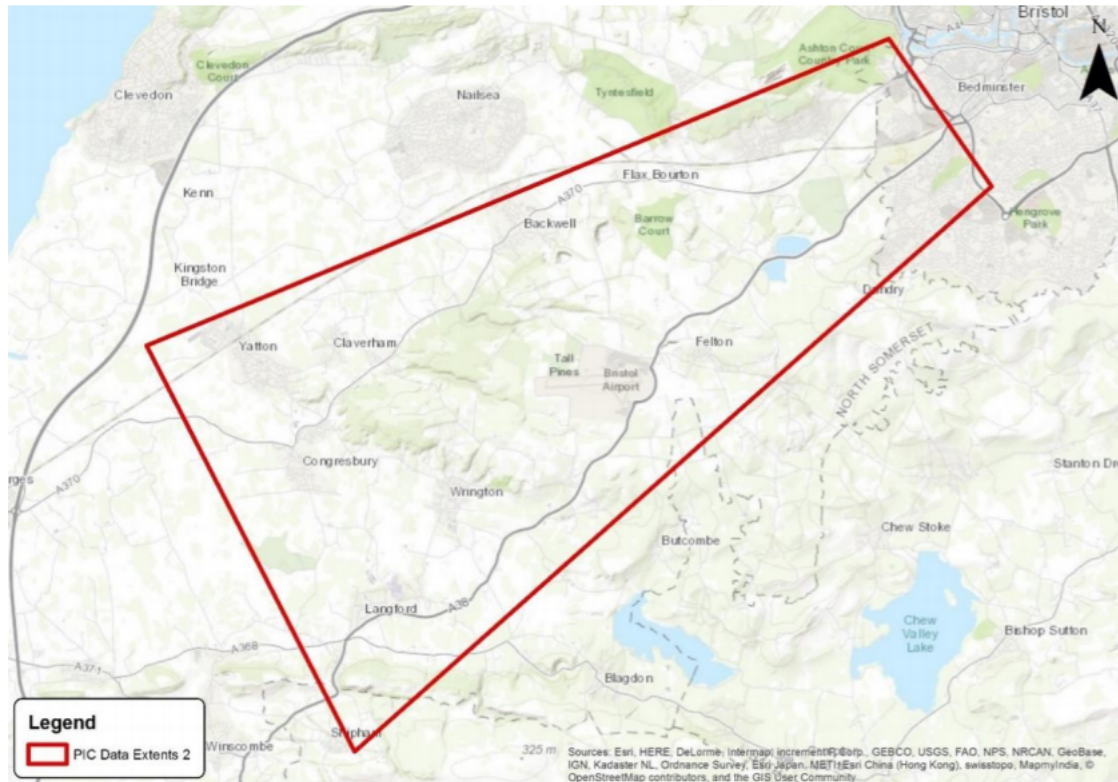 Bristol
N
A4
Ashton Court
Country Park
Clevedon
Court
Clevedon
Nailsea
Tyntesfield
Bedminster
A37
Kenn
Flax Bourton
A370
Backwell
Barrow
Court
Hengrove
Park
Kingston
Bridge
Dundry
Yatton
Claverham
Felton
Tall
Pines
Bristol
Airport
NORTH SOMERSET
Congresbury
Stanton Dr
rges
A370
Wrington
Chew Stoke
Butcombe
Langford
A38
Chew
Valley
Lake
Bishop Sutton
A368
A371
Blagdon
Legend
PIC Data Extents 2
Winscombe
Shipham
325 m
Sources: Esri, HERE, DeLorme, Intermap, increment P Corp., GEBCO, USGS, FAO, NPS, NRCAN, GeoBase,
IGN, Kadaster NL, Ordnance Survey, Esri Japan, METI, Esri China (Hong Kong), swisstopo, MapmyIndia, ©
OpenStreetMap contributors, and the GIS User Community